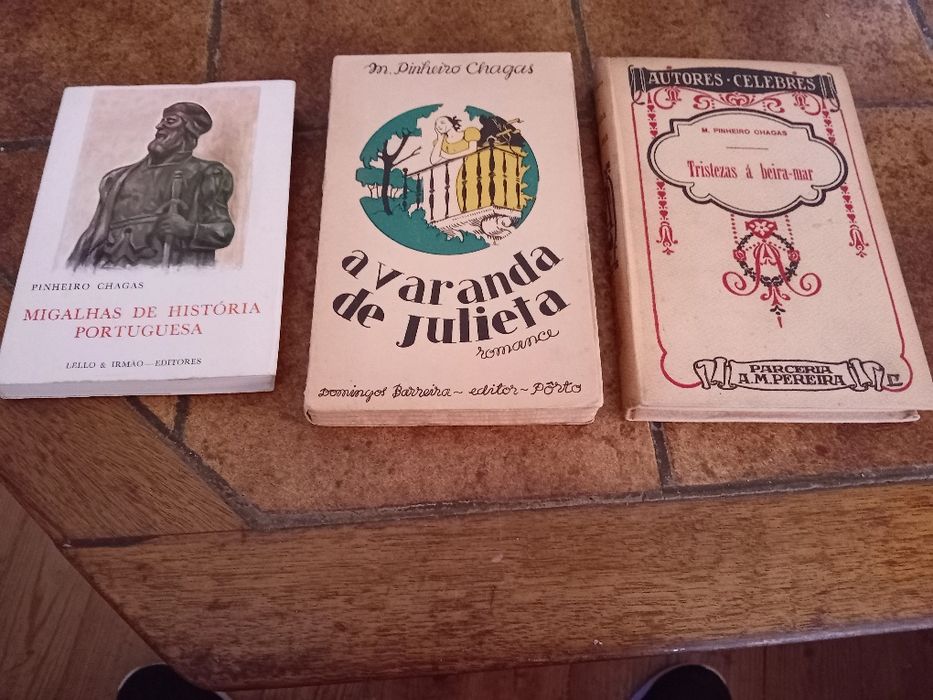 PINHEIRO CHAGAS
MIGALHAS DE HISTÓRIA
PORTUGUESA
LELLO & IRMÃO — EDITORES
M. Pinheiro Chagas
a varanda
de Julieta
romance
Domingos Barreira ~ editor ~ Pôrto
AUTORES · CELEBRES
M. PINHEIRO CHAGAS
Tristezas á beira-mar
PARCERIA
A. M. PEREIRA